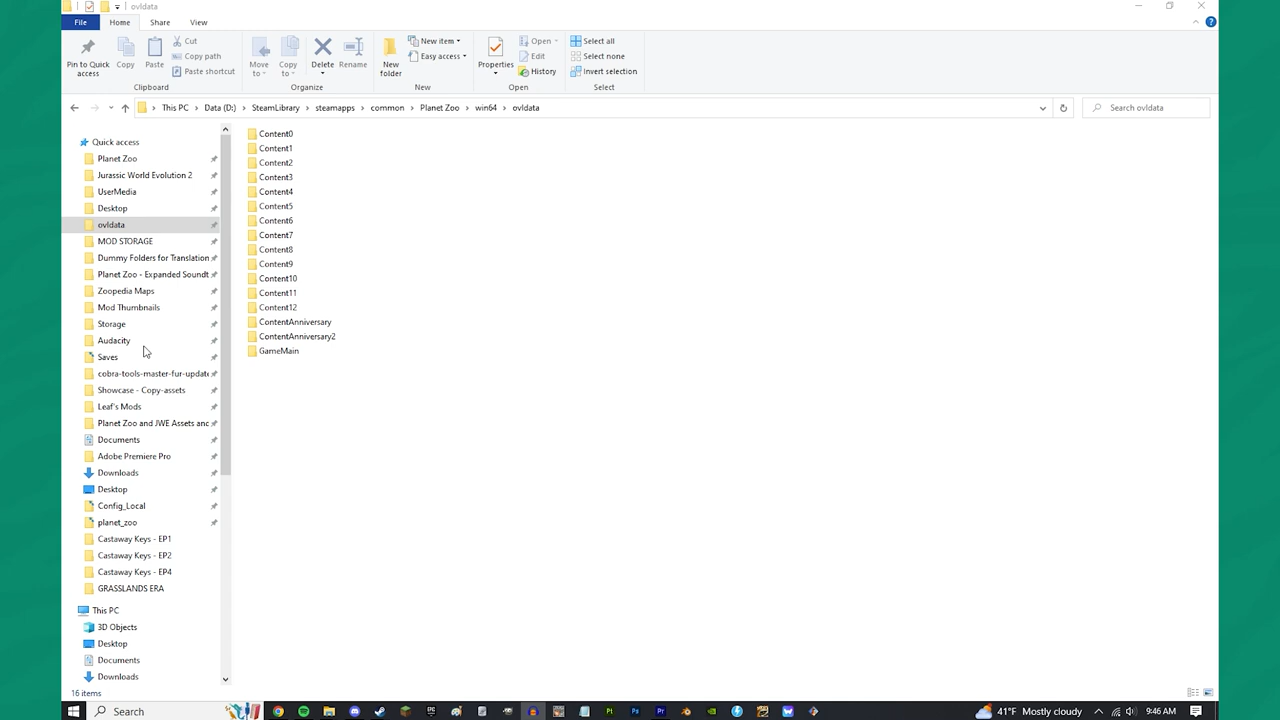 ovldata
File
Home
Share
View
Pin to Quick access
Copy
Paste
Cut
Copy path
Paste shortcut
Move to
Copy to
Delete
Rename
New folder
New item
Easy access
Properties
Open
Edit
History
Select all
Select none
Invert selection
Clipboard
Organize
New
Open
Select
This PC > Data (D:) > SteamLibrary > steamapps > common > Planet Zoo > win64 > ovldata
Search ovldata
Quick access
Planet Zoo
Jurassic World Evolution 2
UserMedia
Desktop
ovldata
MOD STORAGE
Dummy Folders for Translation
Planet Zoo - Expanded Soundt
Zoopedia Maps
Mod Thumbnails
Storage
Audacity
Saves
cobra-tools-master-fur-update
Showcase - Copy-assets
Leaf's Mods
Planet Zoo and JWE Assets and
Documents
Adobe Premiere Pro
Downloads
Desktop
Config_Local
planet_zoo
Castaway Keys - EP1
Castaway Keys - EP2
Castaway Keys - EP4
GRASSLANDS ERA
This PC
3D Objects
Desktop
Documents
Downloads
Content0
Content1
Content2
Content3
Content4
Content5
Content6
Content7
Content8
Content9
Content10
Content11
Content12
ContentAnniversary
ContentAnniversary2
GameMain
16 items
Search
41°F Mostly cloudy
9:46 AM